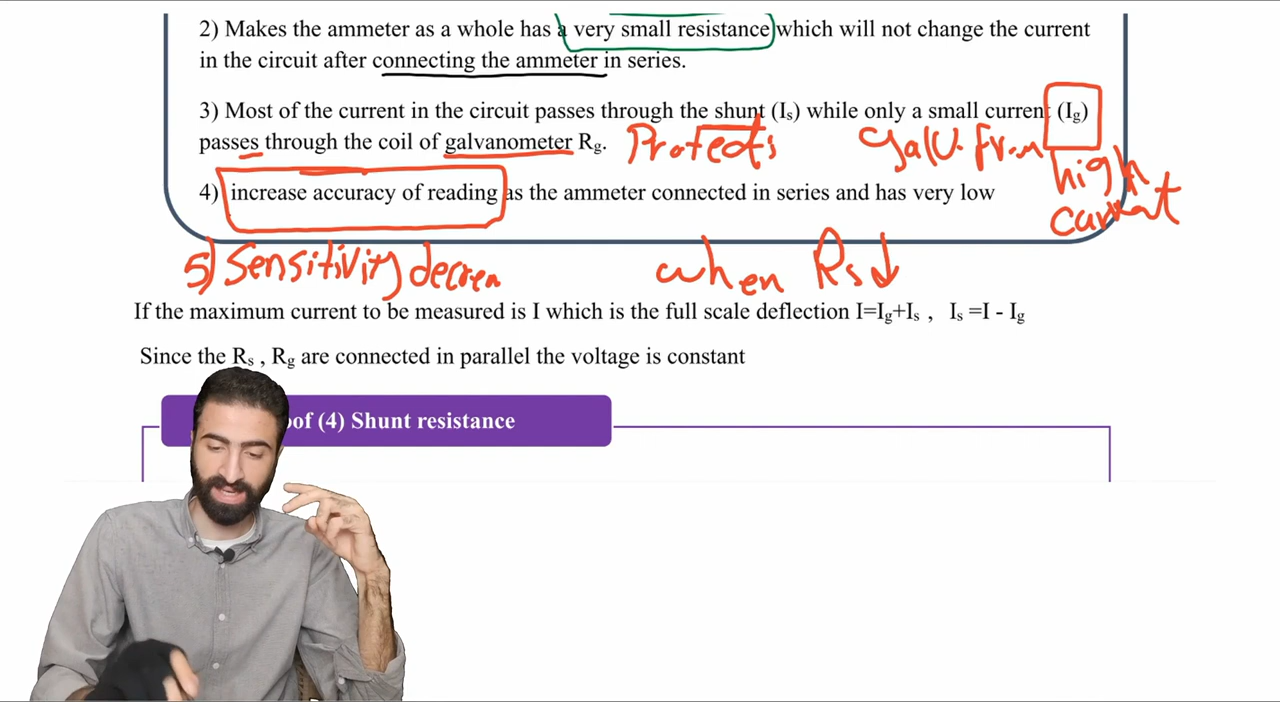 2) Makes the ammeter as a whole has a very small resistance which will not change the current
in the circuit after connecting the ammeter in series.
3) Most of the current in the circuit passes through the shunt (Is) while only a small current (Ig)
passes through the coil of galvanometer Rg. Protects galv. from
high
current
4) increase accuracy of reading as the ammeter connected in series and has very low
5) Sensitivity decrea when Rs↓
If the maximum current to be measured is I which is the full scale deflection I=Ig+Is , Is =I - Ig
Since the Rs , Rg are connected in parallel the voltage is constant
of (4) Shunt resistance